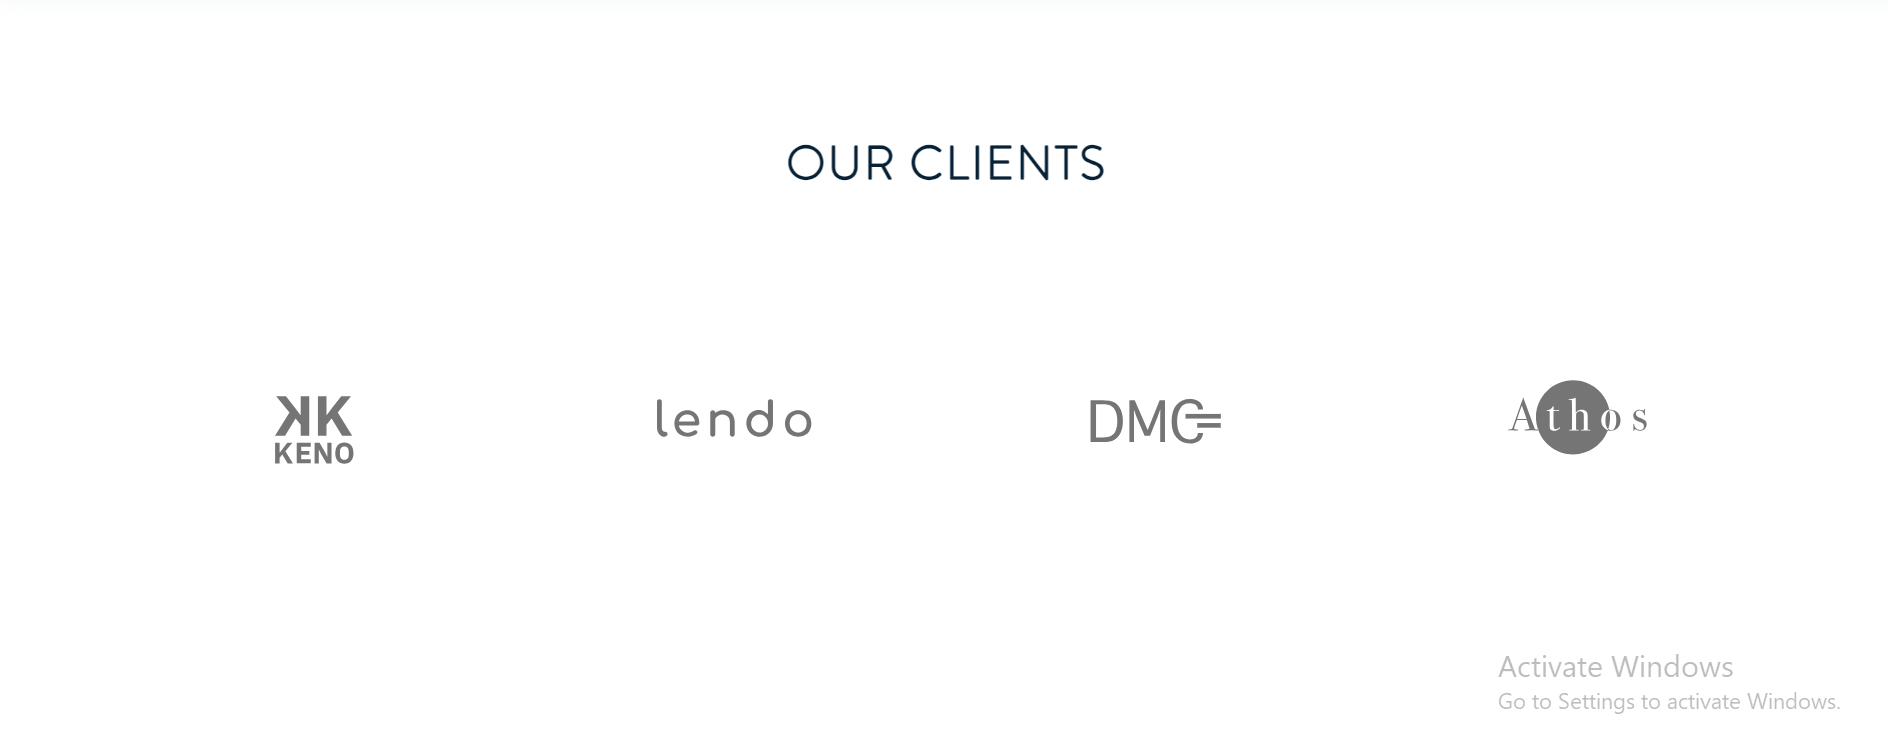 OUR CLIENTS
KK
KENO
lendo
DMC
Athos
Activate Windows
Go to Settings to activate Windows.